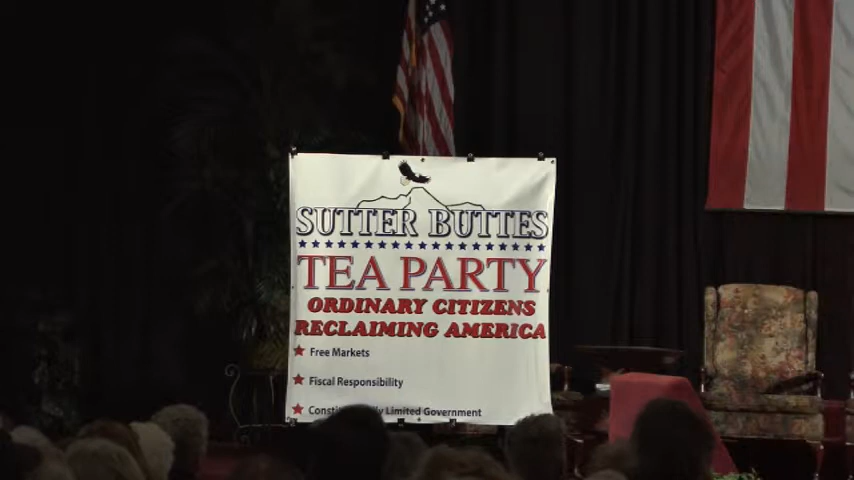 SUTTER BUTTES
TEA PARTY
ORDINARY CITIZENS
RECLAIMING AMERICA
Free Markets
Fiscal Responsibility
Limited Government